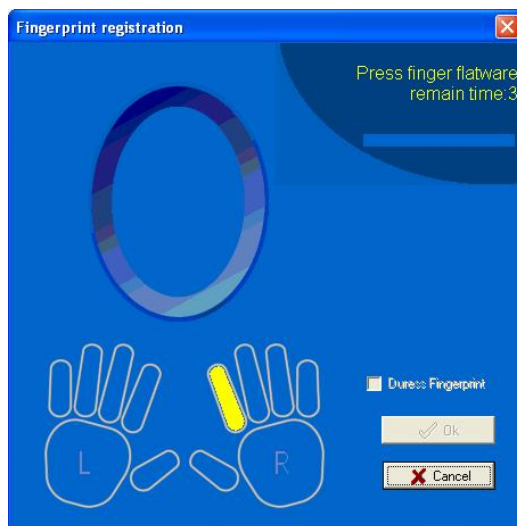 Fingerprint registration
Press finger flatware
remain time:3
L
R
Duress Fingerprint
Ok
Cancel